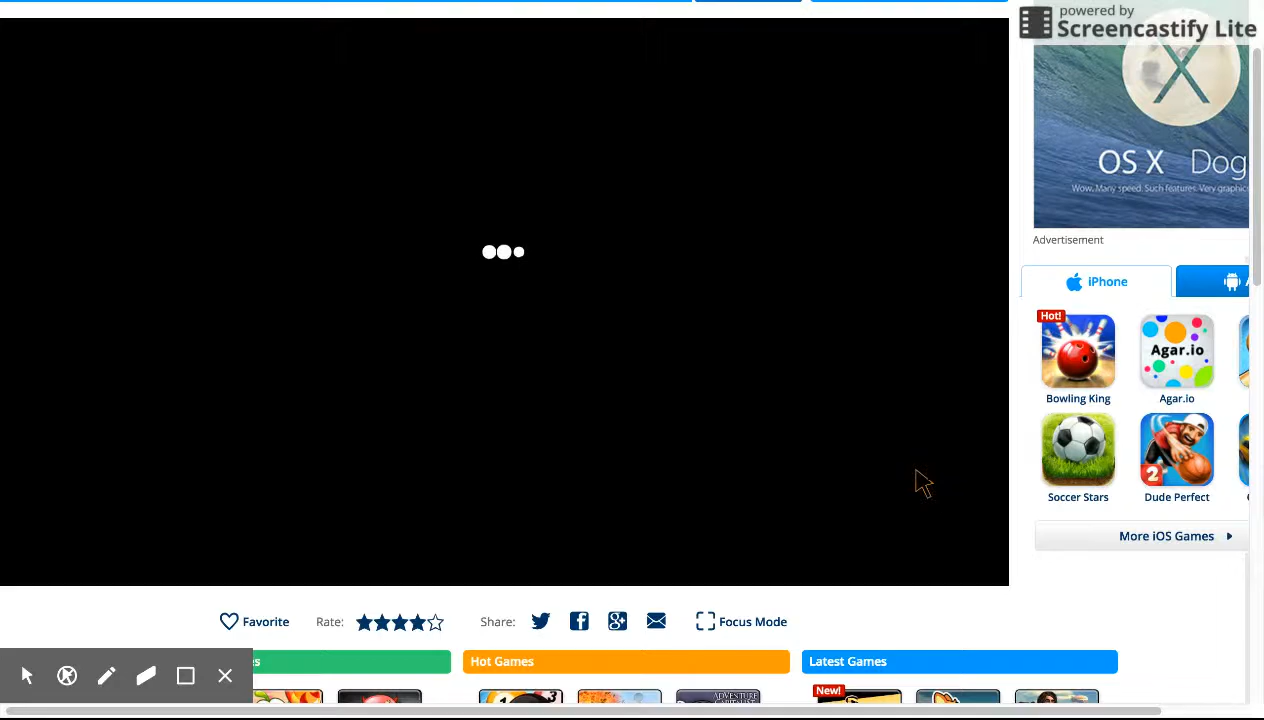 powered by
Screencastify Lite
X
OS X Dog
Wow. Many speed. Such features. Very graphic
Advertisement
iPhone
Hot!
Agar.io
Bowling King
Agar.io
2
Soccer Stars
Dude Perfect
More iOS Games
Favorite
Rate:
Share:
Focus Mode
Hot Games
Latest Games
New!
ADVENTURE